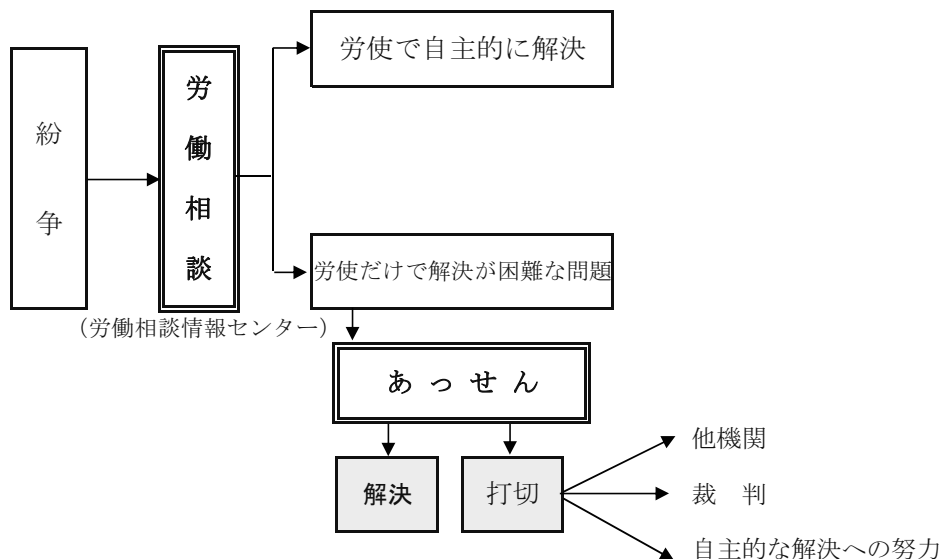 紛争
労働相談
労使で自主的に解決
労使だけで解決が困難な問題
（労働相談情報センター）
あっせん
解決
打切
他機関
裁　判
自主的な解決への努力